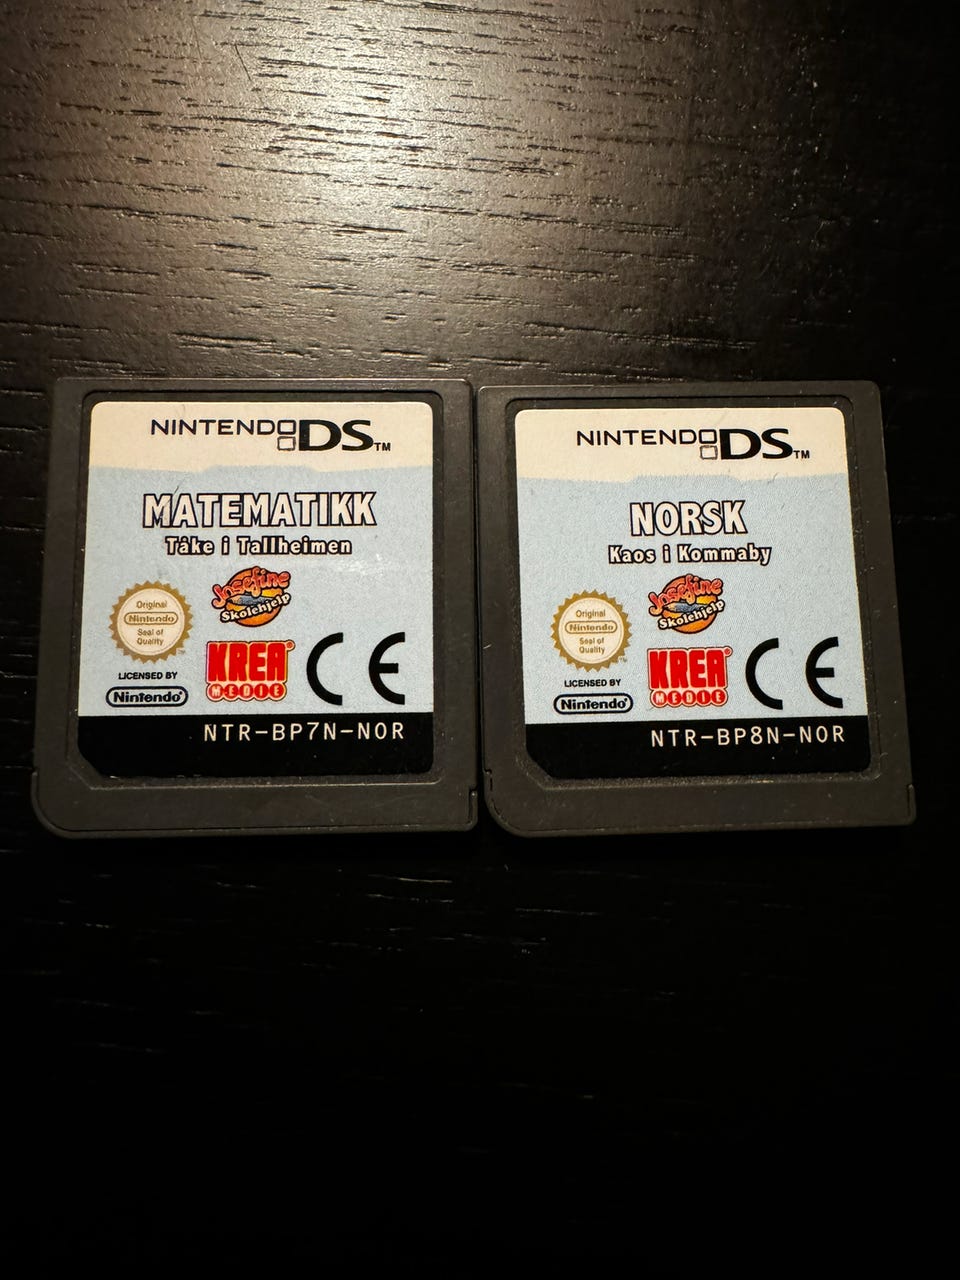 NINTENDO DS™
MATEMATIKK
Tåke i Tallheimen
Josefine
Skolehjelp
Original
Nintendo
Seal of
Quality
™
LICENSED BY
Nintendo®
KREA®
MEDIE
CE
NTR-BP7N-NOR
NINTENDO DS™
NORSK
Kaos i Kommaby
Josefine
Skolehjelp
Original
Nintendo
Seal of
Quality
™
LICENSED BY
Nintendo®
KREA®
MEDIE
CE
NTR-BP8N-NOR